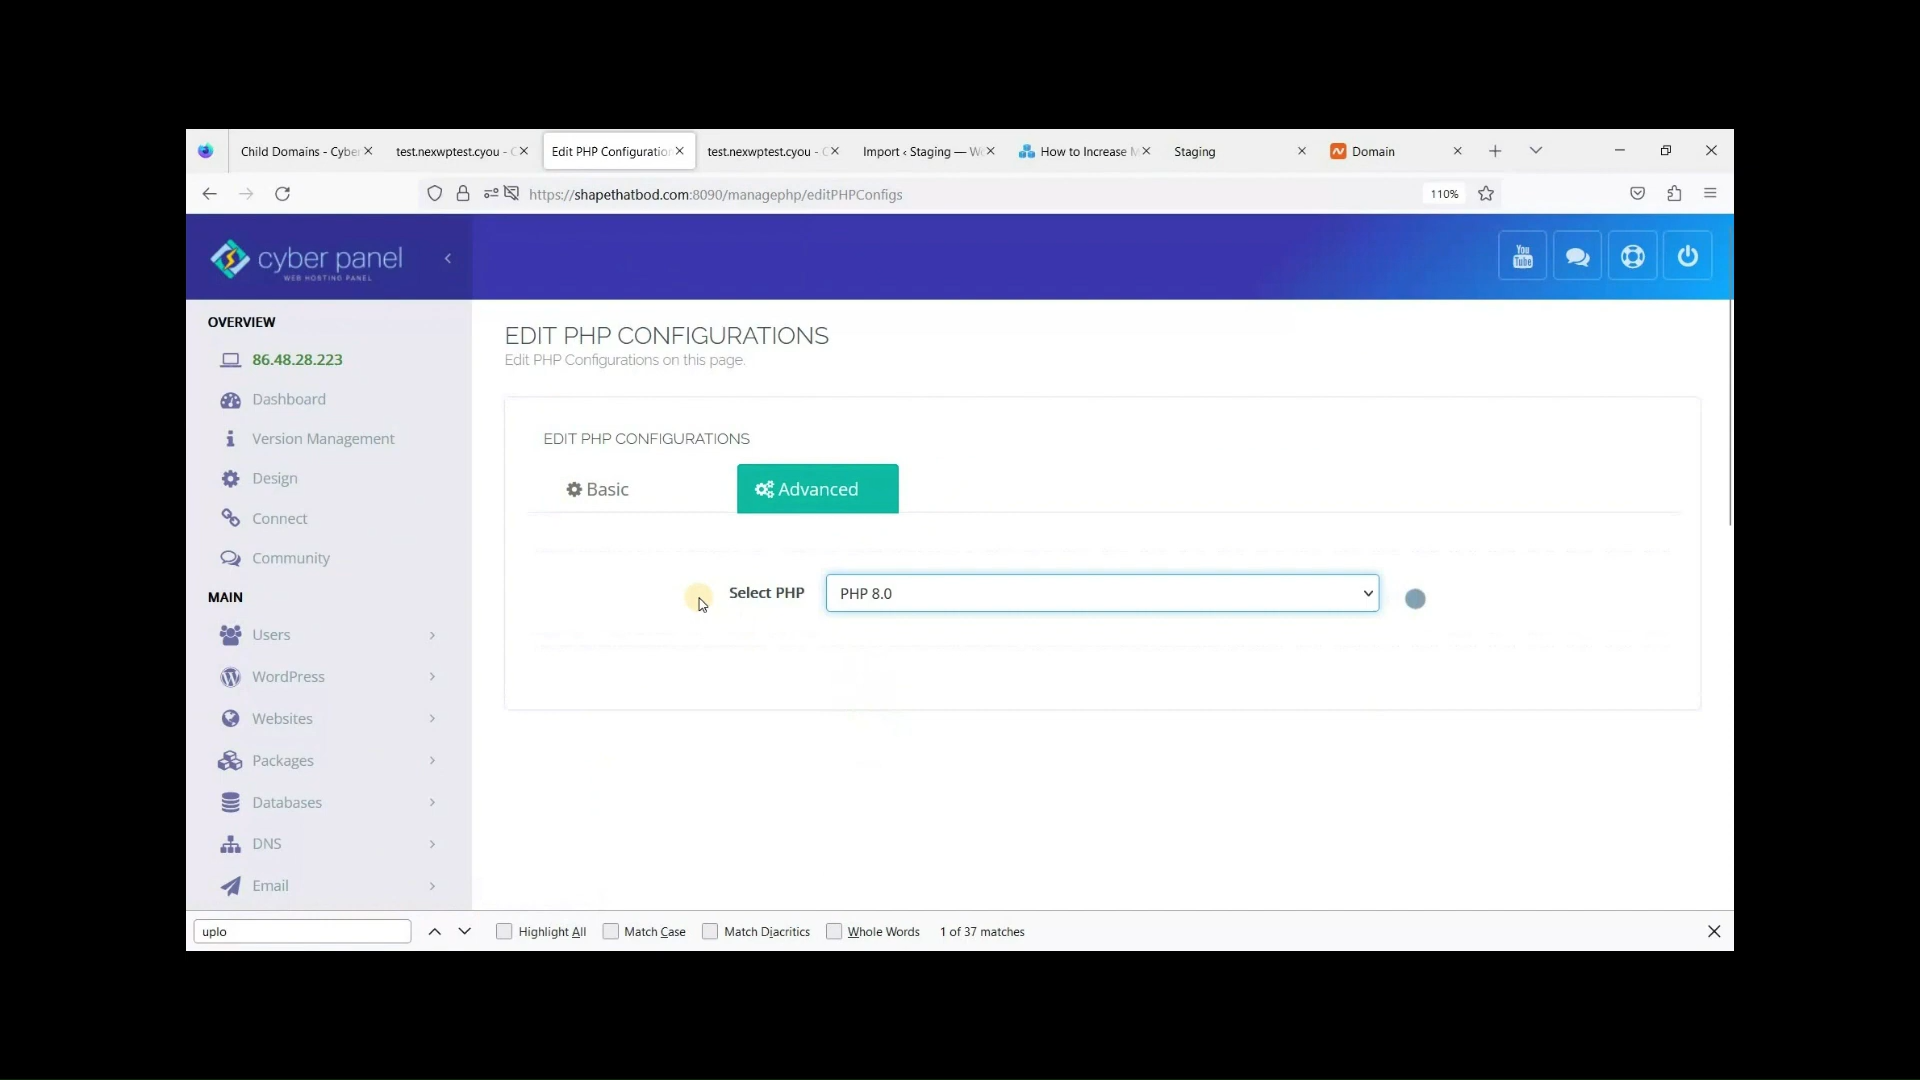 Child Domains - Cyber
test.nexwptest.cyou - C
Edit PHP Configuration
test.nexwptest.cyou - C
Import ‹ Staging — W
How to Increase M
Staging
Domain
https://shapethatbod.com:8090/managephp/editPHPConfigs
110%
cyber panel
WEB HOSTING PANEL
You
Tube
OVERVIEW
86.48.28.223
Dashboard
Version Management
Design
Connect
Community
MAIN
Users
WordPress
Websites
Packages
Databases
DNS
Email
EDIT PHP CONFIGURATIONS
Edit PHP Configurations on this page.
EDIT PHP CONFIGURATIONS
Basic
Advanced
Select PHP
PHP 8.0
uplo
Highlight All
Match Case
Match Diacritics
Whole Words
1 of 37 matches